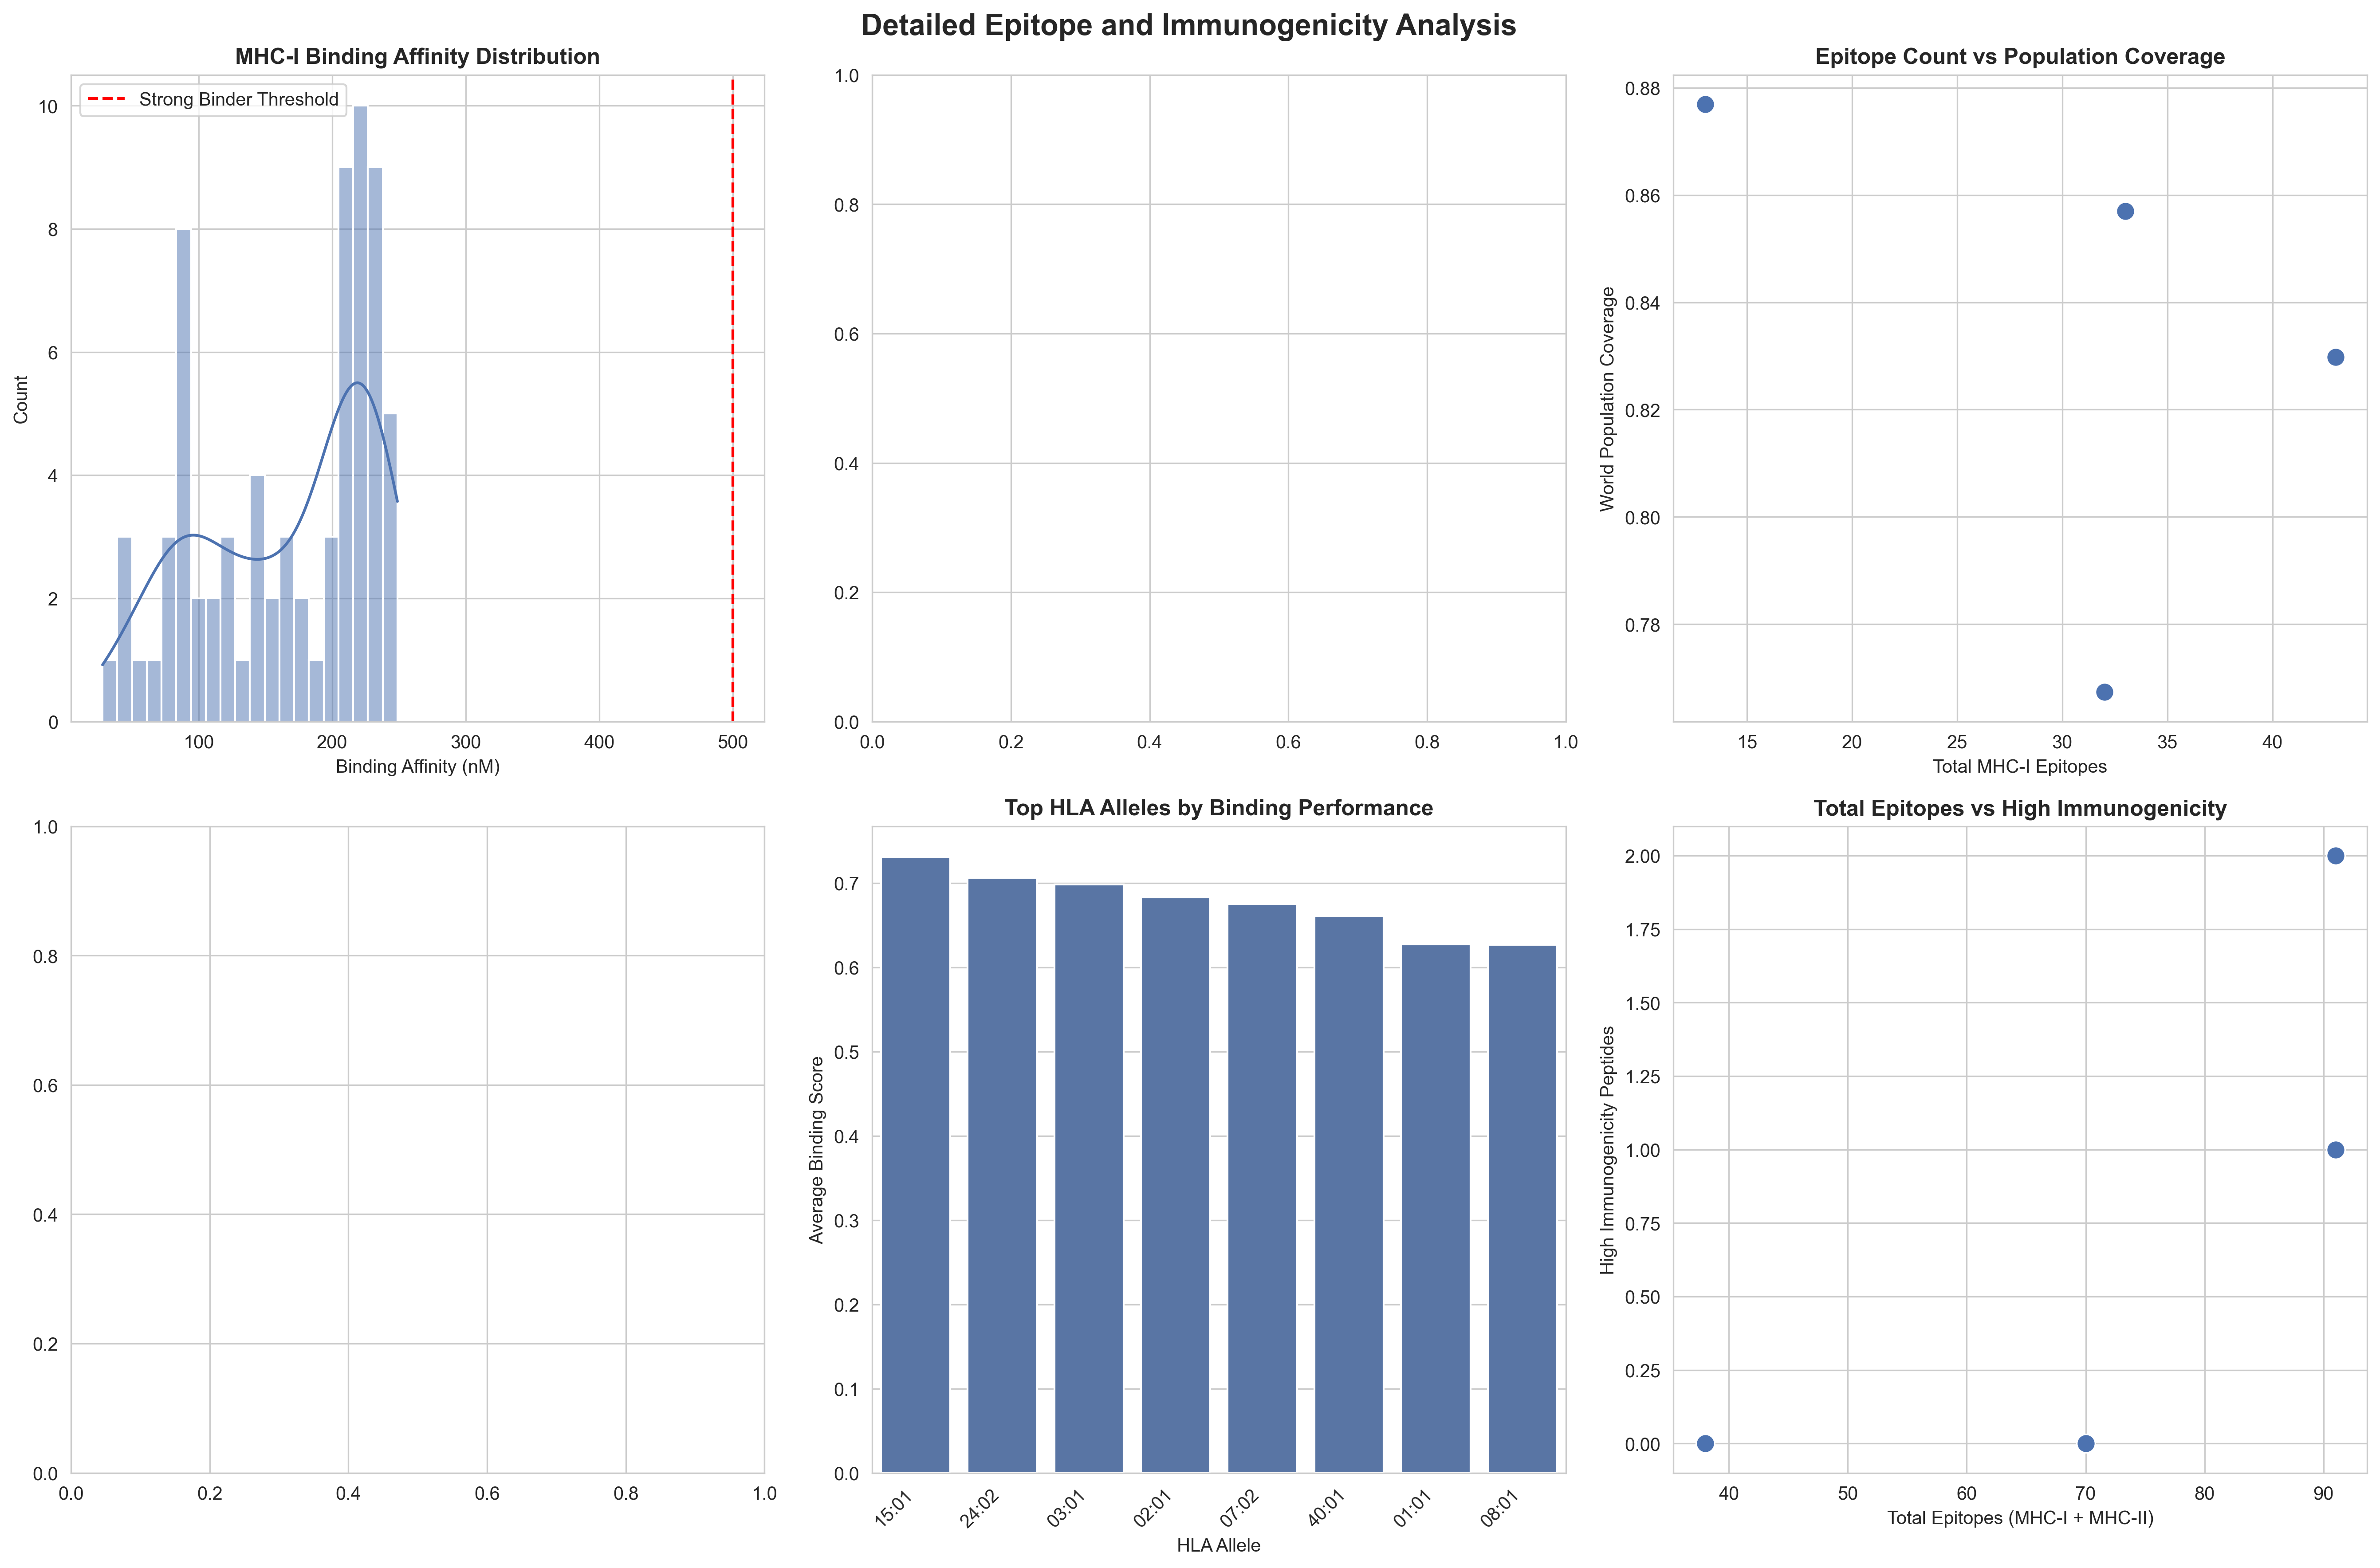 Detailed Epitope and Immunogenicity Analysis
MHC-I Binding Affinity Distribution
Strong Binder Threshold
Count
10
8
6
4
2
0
100 200 300 400 500
Binding Affinity (nM)
1.0
0.8
0.6
0.4
0.2
0.0
0.0 0.2 0.4 0.6 0.8 1.0
Epitope Count vs Population Coverage
World Population Coverage
0.88
0.86
0.84
0.82
0.80
0.78
15 20 25 30 35 40
Total MHC-I Epitopes
1.0
0.8
0.6
0.4
0.2
0.0
0.0 0.2 0.4 0.6 0.8 1.0
Top HLA Alleles by Binding Performance
Average Binding Score
0.7
0.6
0.5
0.4
0.3
0.2
0.1
0.0
15:01 24:02 03:01 02:01 07:02 40:01 01:01 08:01
HLA Allele
Total Epitopes vs High Immunogenicity
High Immunogenicity Peptides
2.00
1.75
1.50
1.25
1.00
0.75
0.50
0.25
0.00
40 50 60 70 80 90
Total Epitopes (MHC-I + MHC-II)